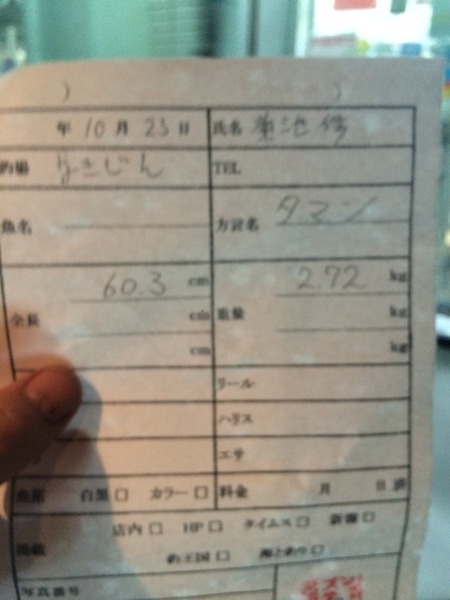 年 10 月 23 日 氏名 菊池修
釣場 なきじん TEL
魚名 方言名 タマン
全長 60.3 cm 重量 2.72 kg
cm kg
cm kg
リール
ハリス
エサ
魚拓 白黒 □ カラー □ 料金 月 日 済
店内 □ HP □ タイムス □ 新報 □
掲載
釣王国 □ 海と釣り □
写真番号